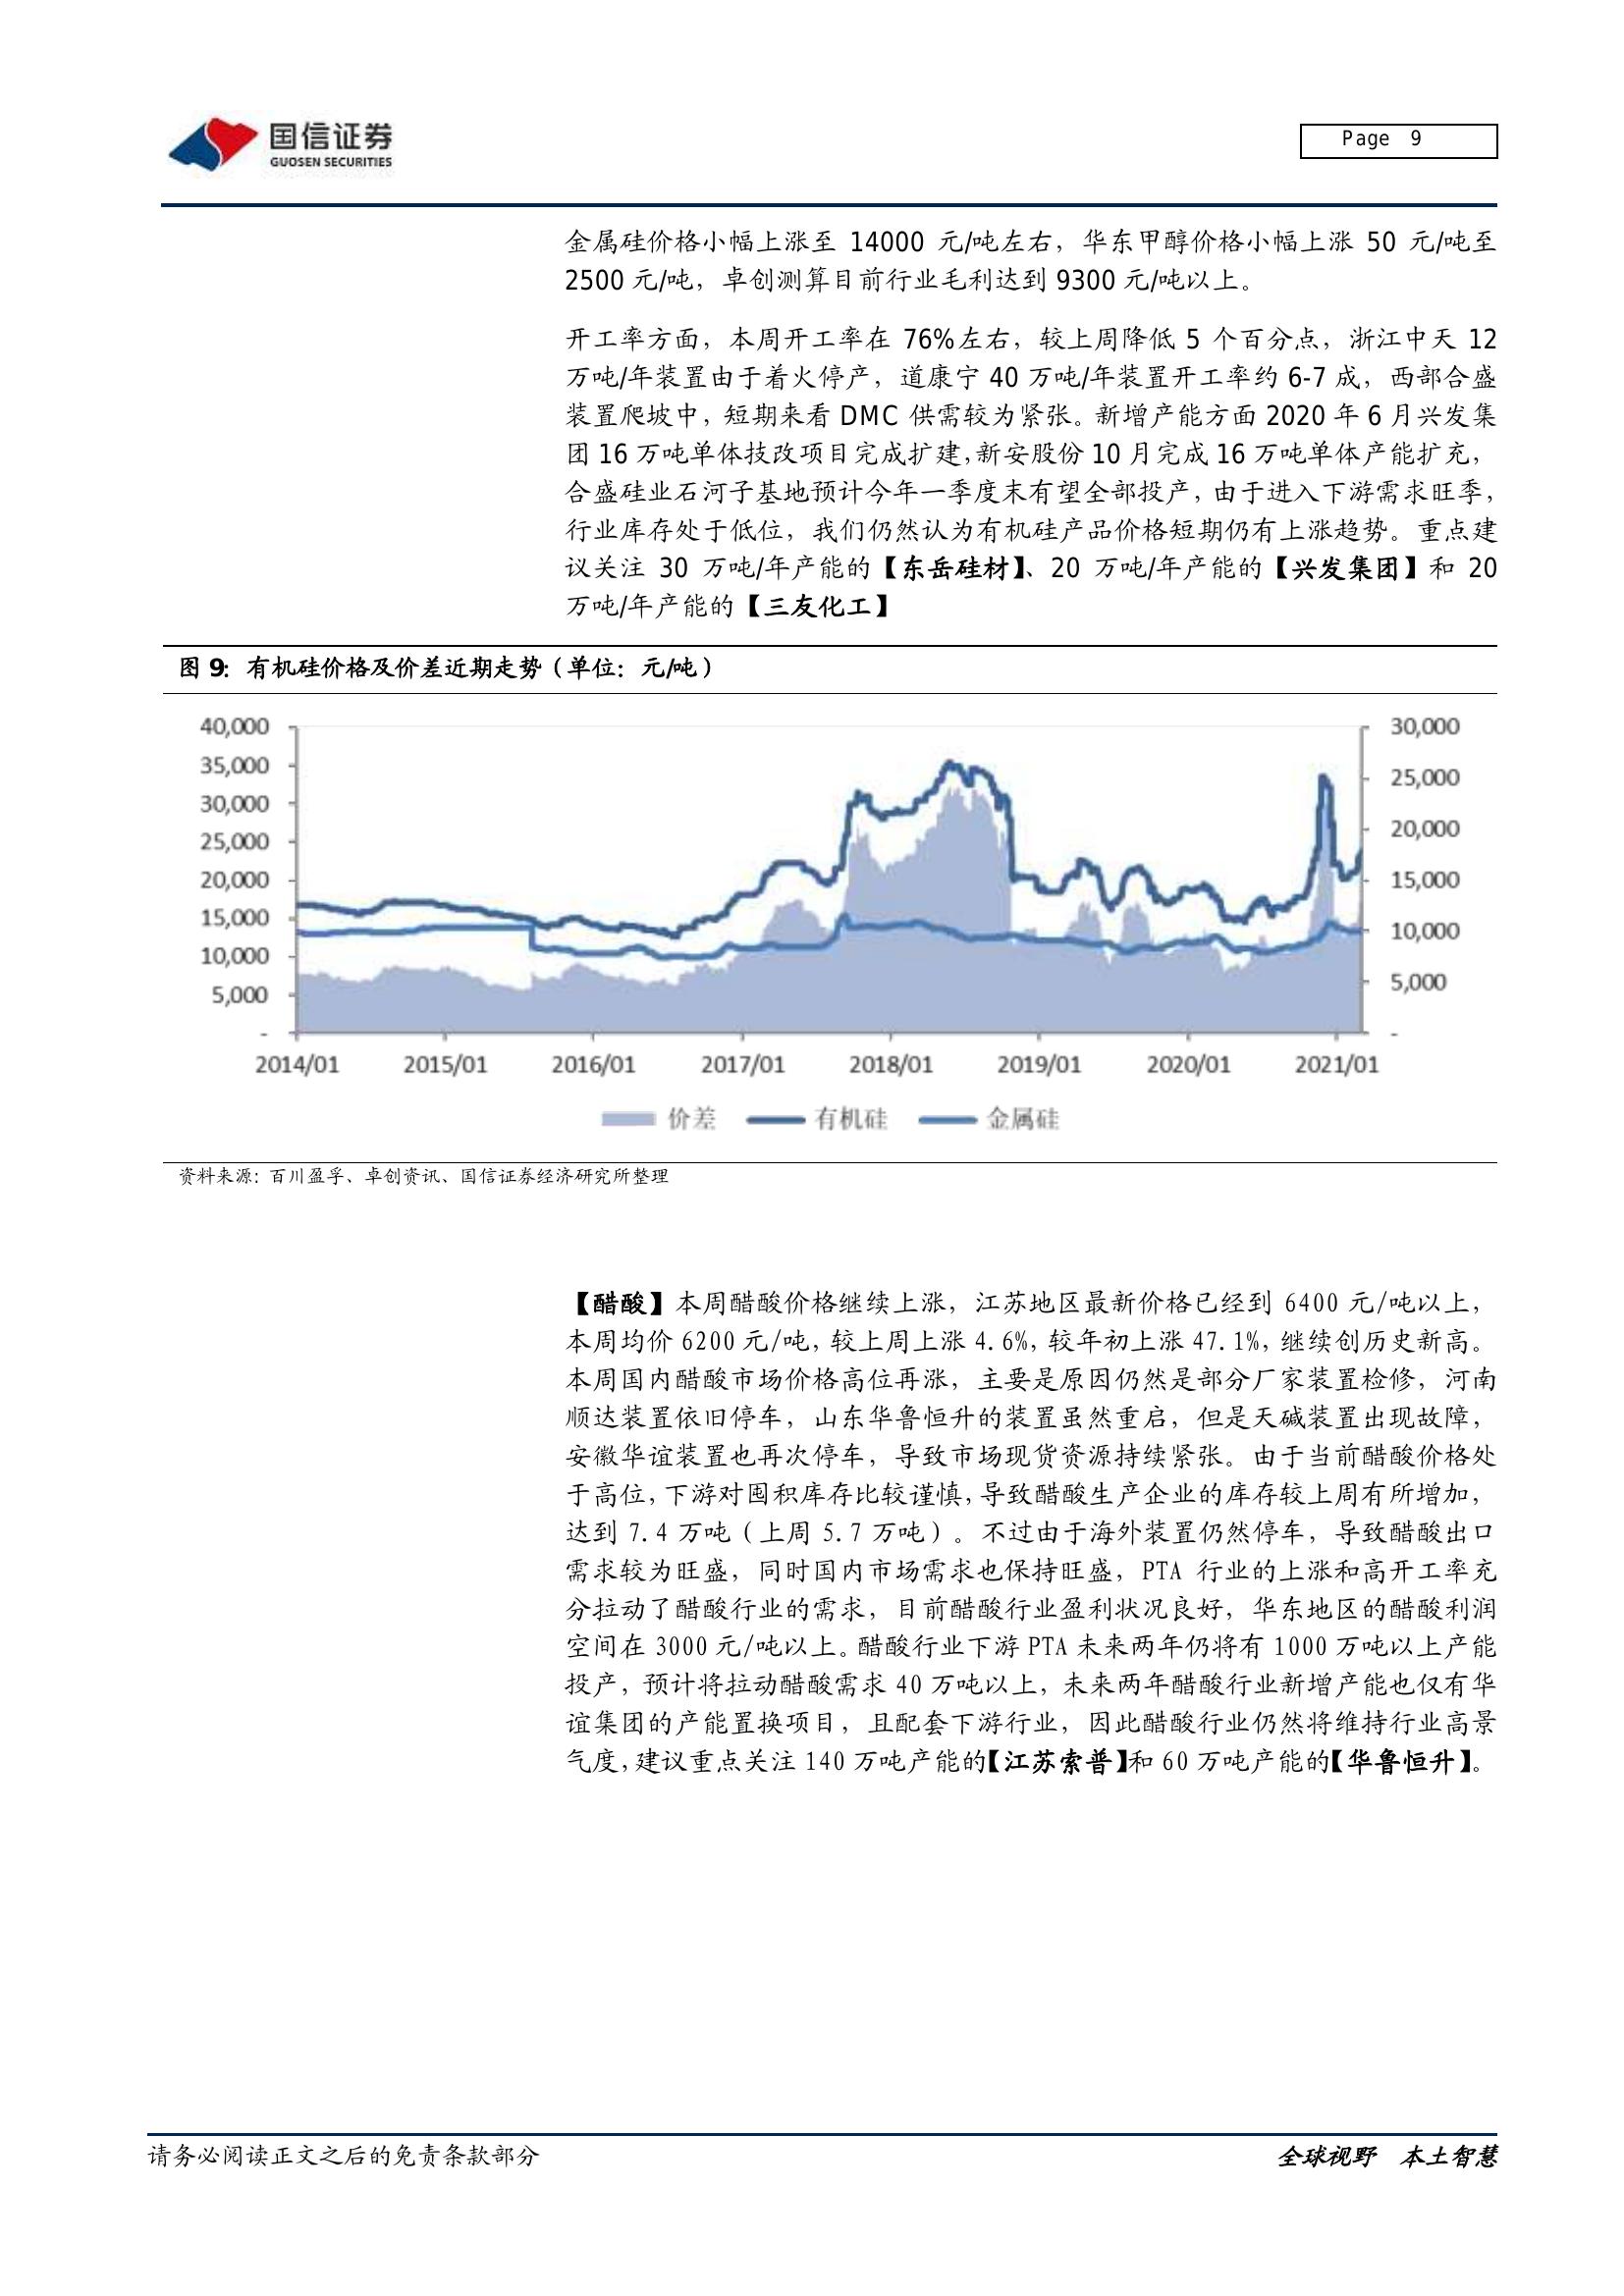 国信证券
GUOSEN SECURITIES
Page 9
金属硅价格小幅上涨至 14000 元/吨左右，华东甲醇价格小幅上涨 50 元/吨至
2500 元/吨，卓创测算目前行业毛利达到 9300 元/吨以上。
开工率方面，本周开工率在 76%左右，较上周降低 5 个百分点，浙江中天 12
万吨/年装置由于着火停产，道康宁 40 万吨/年装置开工率约 6-7 成，西部合盛
装置爬坡中，短期来看 DMC 供需较为紧张。新增产能方面 2020 年 6 月兴发集
团 16 万吨单体技改项目完成扩建，新安股份 10 月完成 16 万吨单体产能扩充，
合盛硅业石河子基地预计今年一季度末有望全部投产，由于进入下游需求旺季，
行业库存处于低位，我们仍然认为有机硅产品价格短期仍有上涨趋势。重点建
议关注 30 万吨/年产能的【东岳硅材】、20 万吨/年产能的【兴发集团】和 20
万吨/年产能的【三友化工】
图 9：有机硅价格及价差近期走势（单位：元/吨）
40,000
35,000
30,000
25,000
20,000
15,000
10,000
5,000
-
30,000
25,000
20,000
15,000
10,000
5,000
-
2014/01 2015/01 2016/01 2017/01 2018/01 2019/01 2020/01 2021/01
价差 有机硅 金属硅
资料来源：百川盈孚、卓创资讯、国信证券经济研究所整理
【醋酸】本周醋酸价格继续上涨，江苏地区最新价格已经到 6400 元/吨以上，
本周均价 6200 元/吨，较上周上涨 4.6%，较年初上涨 47.1%，继续创历史新高。
本周国内醋酸市场价格高位再涨，主要是原因仍然是部分厂家装置检修，河南
顺达装置依旧停车，山东华鲁恒升的装置虽然重启，但是天碱装置出现故障，
安徽华谊装置也再次停车，导致市场现货资源持续紧张。由于当前醋酸价格处
于高位，下游对囤积库存比较谨慎，导致醋酸生产企业的库存较上周有所增加，
达到 7.4 万吨（上周 5.7 万吨）。不过由于海外装置仍然停车，导致醋酸出口
需求较为旺盛，同时国内市场需求也保持旺盛，PTA 行业的上涨和高开工率充
分拉动了醋酸行业的需求，目前醋酸行业盈利状况良好，华东地区的醋酸利润
空间在 3000 元/吨以上。醋酸行业下游 PTA 未来两年仍将有 1000 万吨以上产能
投产，预计将拉动醋酸需求 40 万吨以上，未来两年醋酸行业新增产能也仅有华
谊集团的产能置换项目，且配套下游行业，因此醋酸行业仍然将维持行业高景
气度，建议重点关注 140 万吨产能的【江苏索普】和 60 万吨产能的【华鲁恒升】。
请务必阅读正文之后的免责条款部分
全球视野 本土智慧